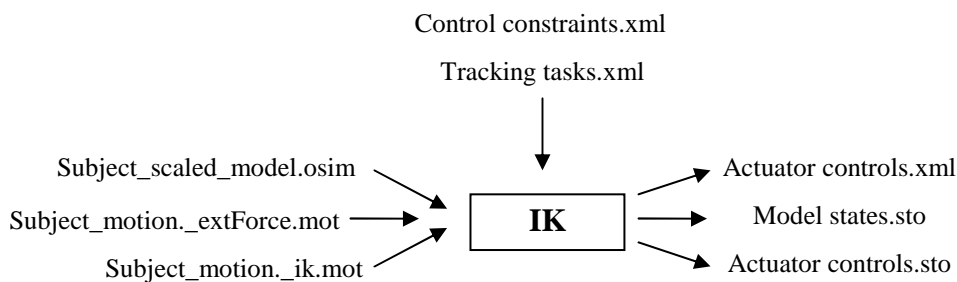 Control constraints.xml
Tracking tasks.xml
Subject_scaled_model.osim
Subject_motion._extForce.mot
Subject_motion._ik.mot
IK
Actuator controls.xml
Model states.sto
Actuator controls.sto